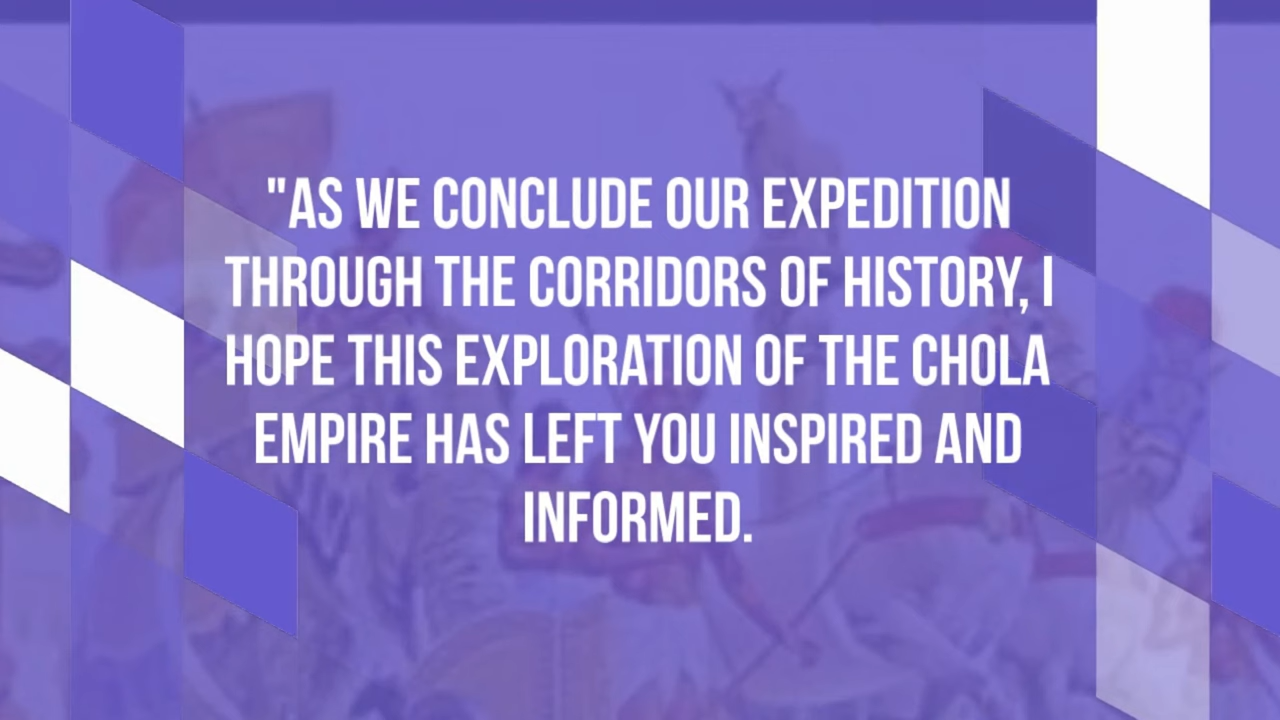 "AS WE CONCLUDE OUR EXPEDITION
THROUGH THE CORRIDORS OF HISTORY, I
HOPE THIS EXPLORATION OF THE CHOLA
EMPIRE HAS LEFT YOU INSPIRED AND
INFORMED.